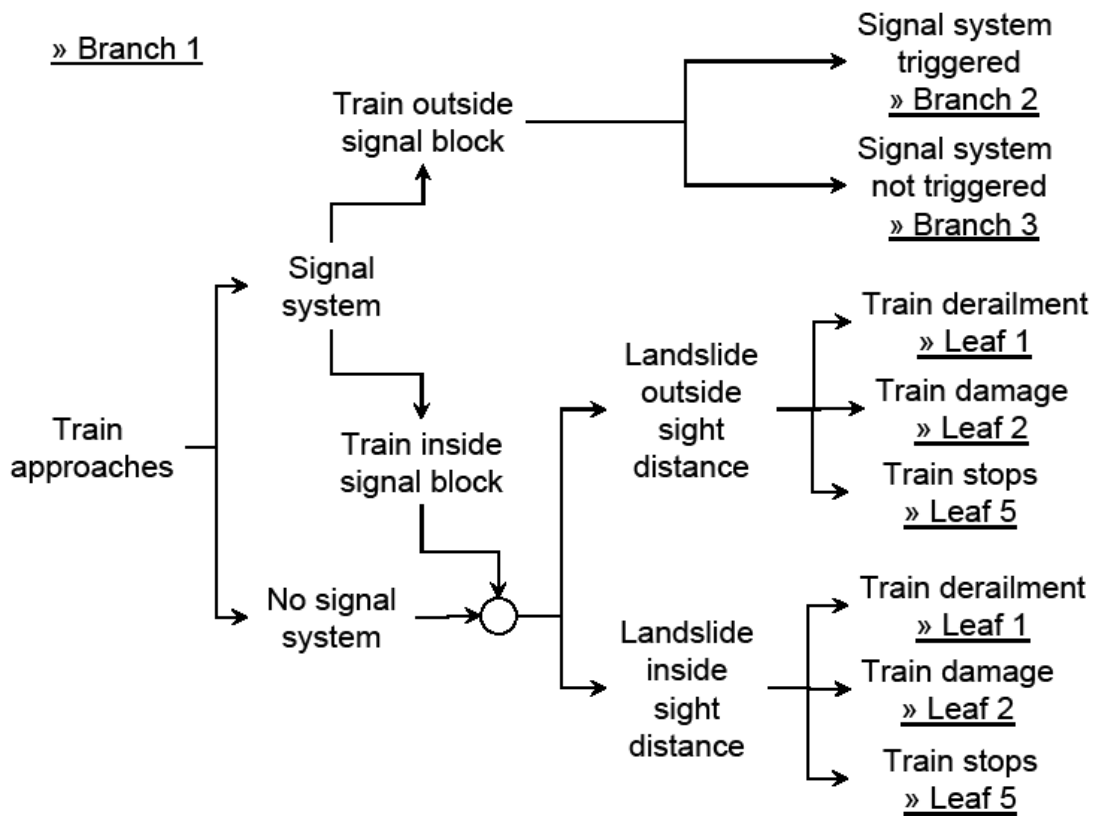 » Branch 1
Signal system
triggered
» Branch 2
Train outside
signal block
Signal system
not triggered
» Branch 3
Signal
system
Train derailment
» Leaf 1
Landslide
outside
sight
distance
Train damage
» Leaf 2
Train
approaches
Train inside
signal block
Train stops
» Leaf 5
No signal
system
Train derailment
» Leaf 1
Landslide
inside
sight
distance
Train damage
» Leaf 2
Train stops
» Leaf 5